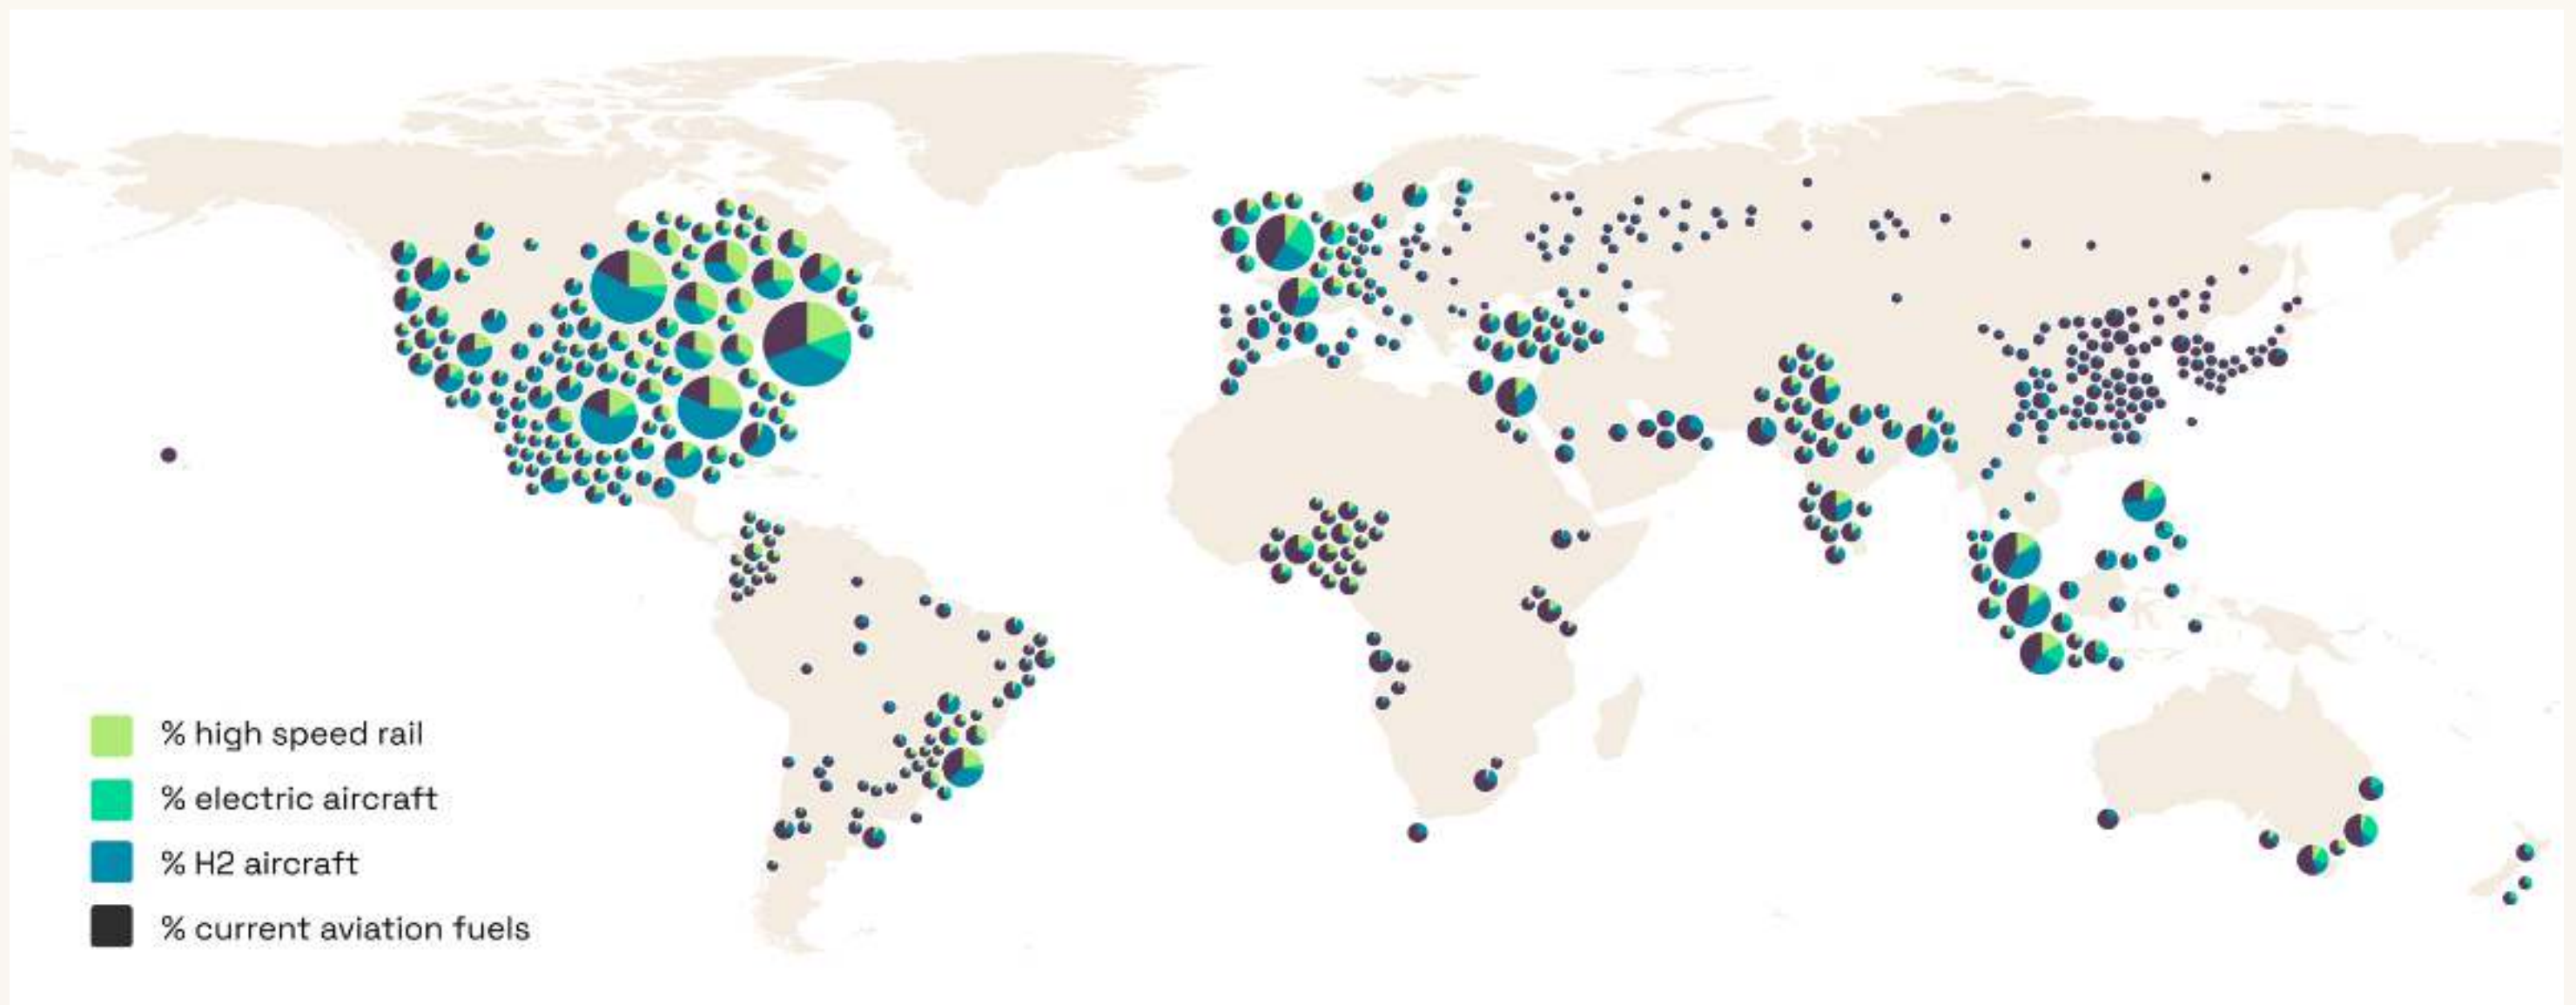 % high speed rail
% electric aircraft
% H2 aircraft
% current aviation fuels